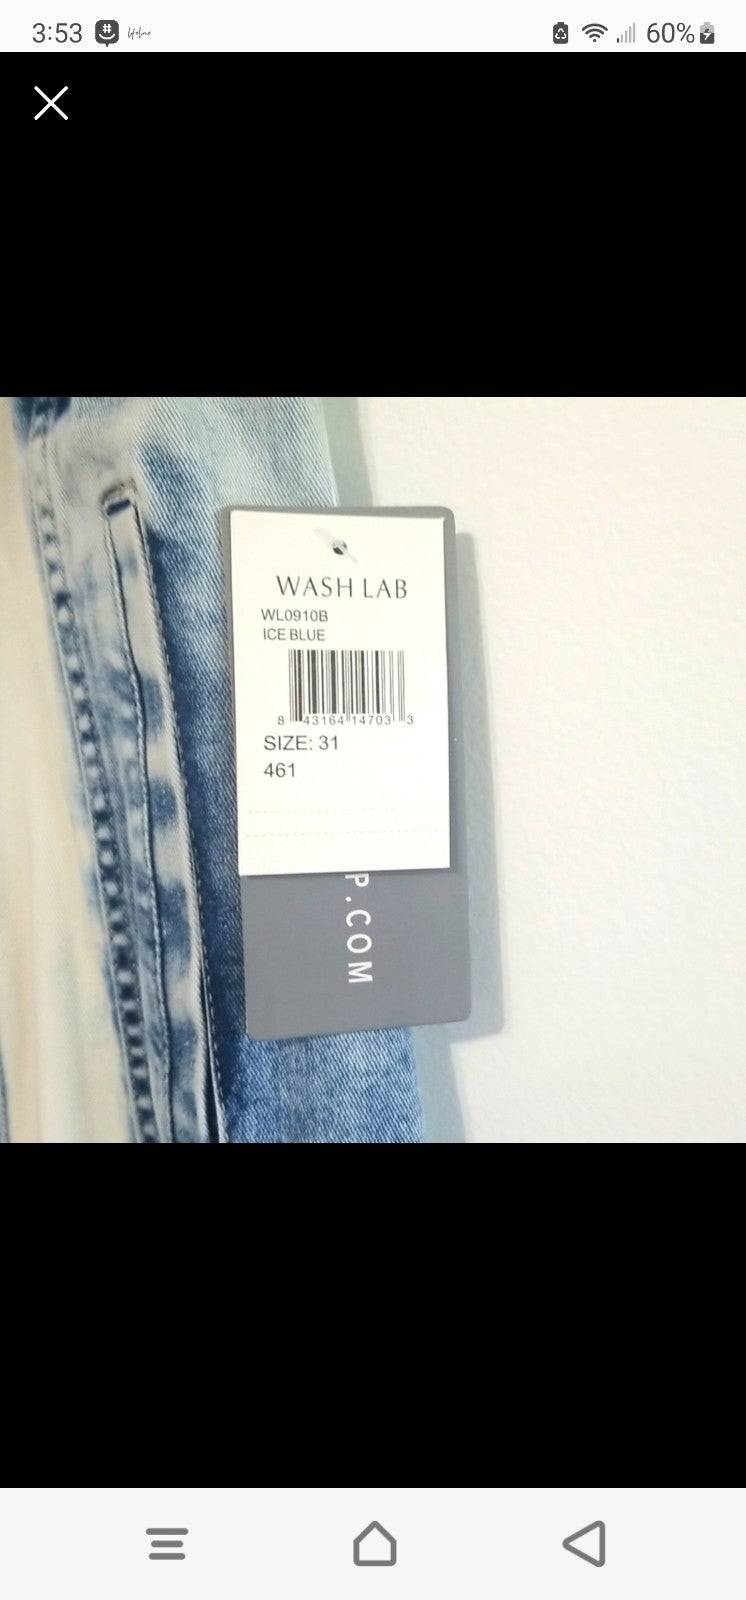 3:53
60%
WASH LAB
WL0910B
ICE BLUE
8 43164 14703 3
SIZE: 31
461
P.COM